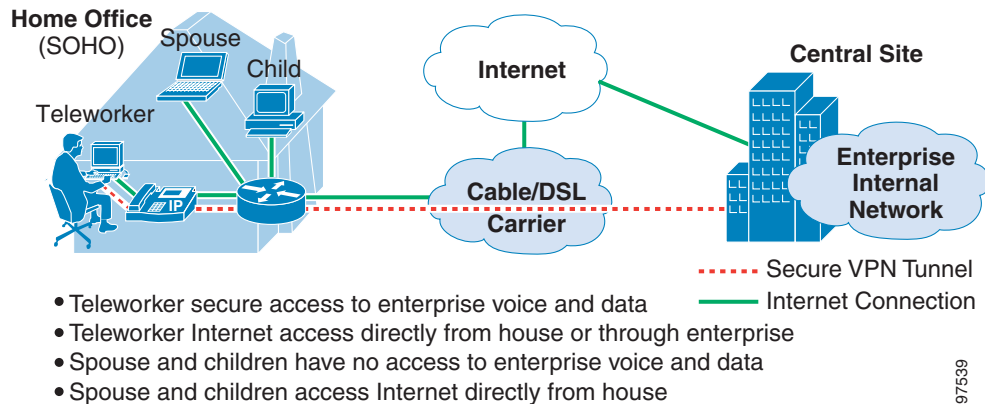 Home Office
(SOHO)
Spouse
Child
Teleworker
IP
Internet
Cable/DSL
Carrier
Central Site
Enterprise
Internal
Network
Secure VPN Tunnel
Internet Connection
• Teleworker secure access to enterprise voice and data
• Teleworker Internet access directly from house or through enterprise
• Spouse and children have no access to enterprise voice and data
• Spouse and children access Internet directly from house
97539